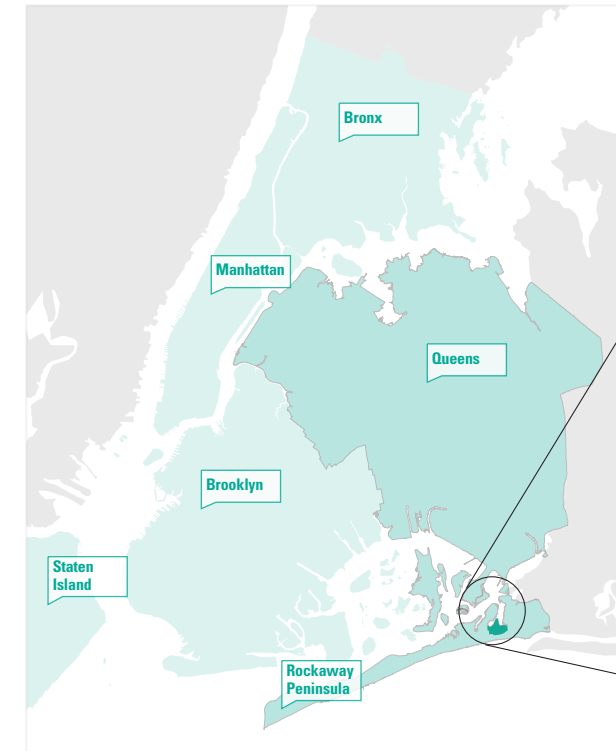 Bronx
Manhattan
Queens
Brooklyn
Staten
Island
Rockaway
Peninsula